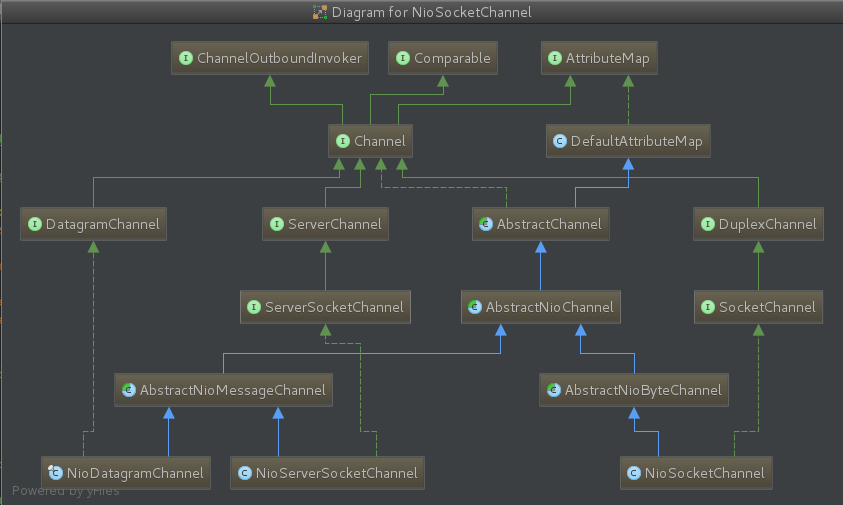 Diagram for NioSocketChannel
I ChannelOutboundInvoker
I Comparable
I AttributeMap
I Channel
C DefaultAttributeMap
I DatagramChannel
I ServerChannel
C AbstractChannel
I DuplexChannel
I ServerSocketChannel
C AbstractNioChannel
I SocketChannel
C AbstractNioMessageChannel
C AbstractNioByteChannel
C NioDatagramChannel
C NioServerSocketChannel
C NioSocketChannel
Powered by yFiles